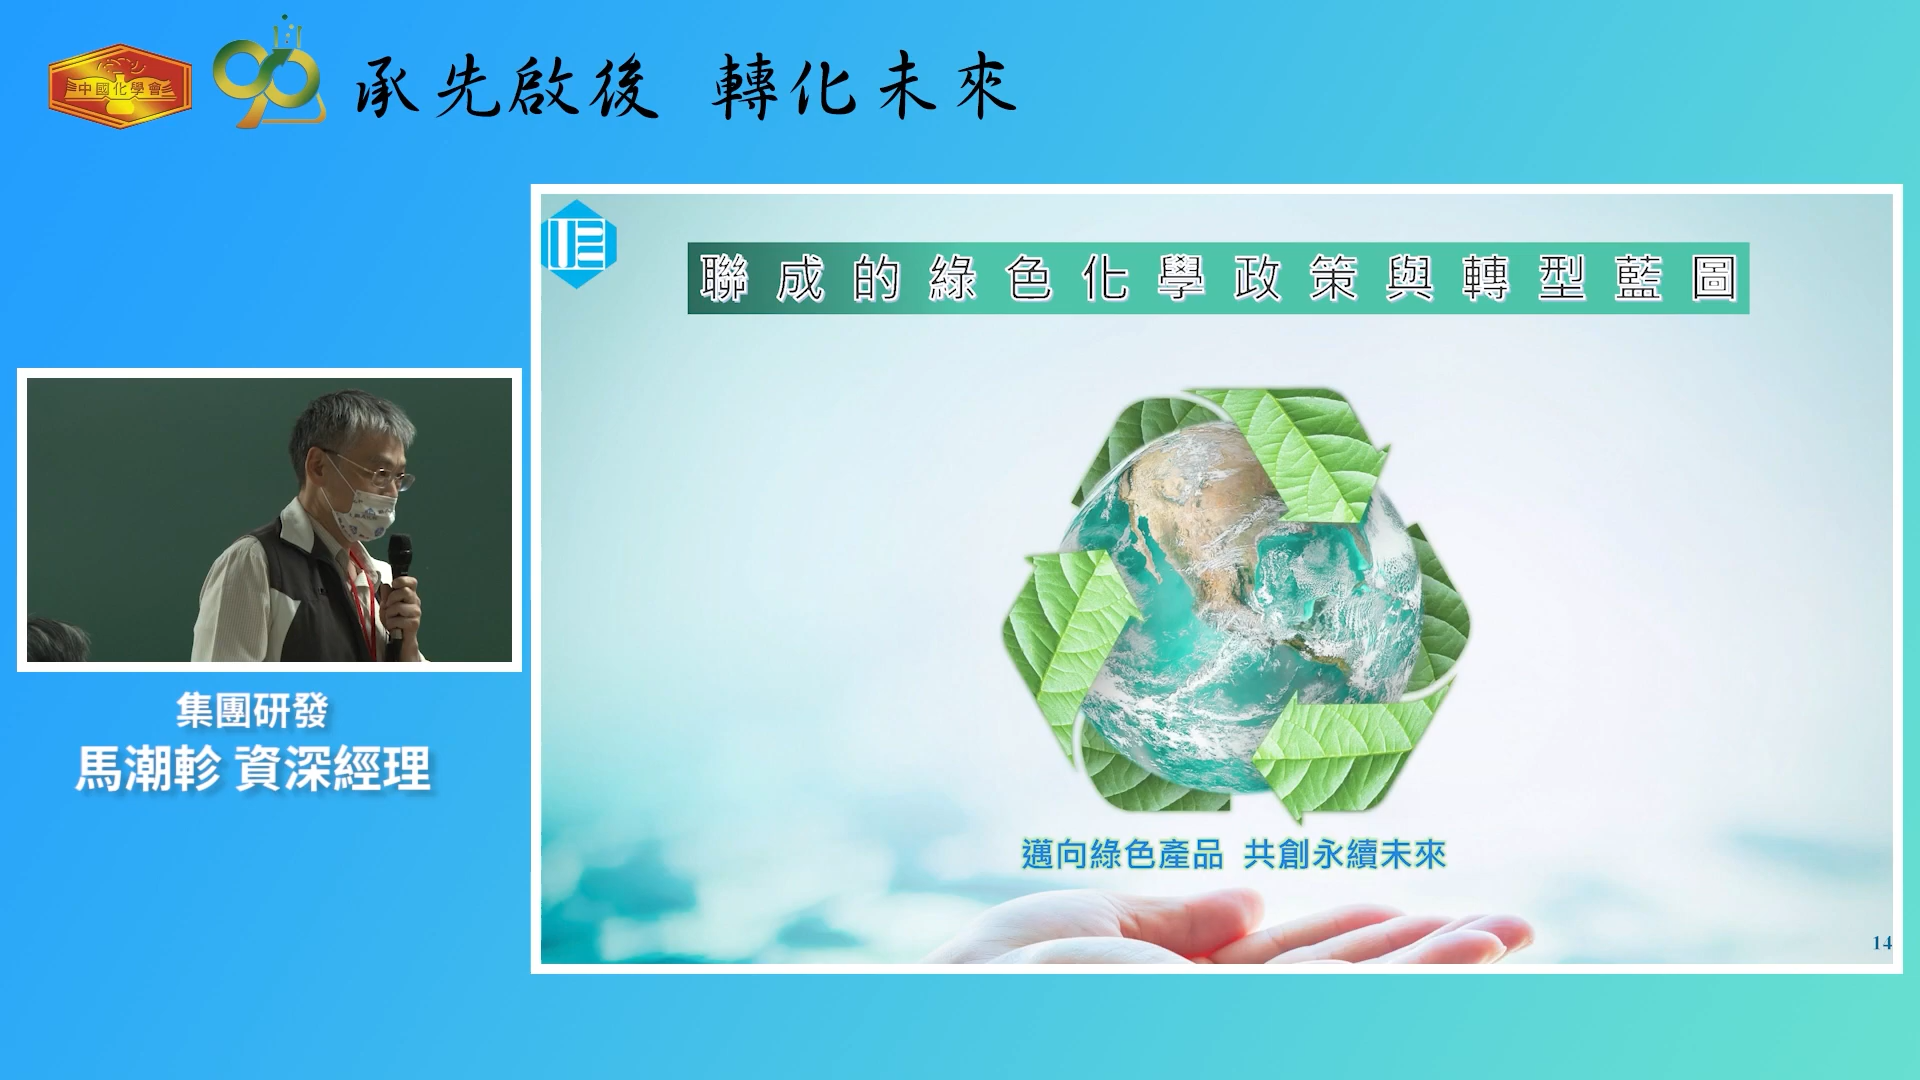 中國化學會
90
承先啟後 轉化未來
聯成的綠色化學政策與轉型藍圖
集團研發
馬潮軫 資深經理
邁向綠色產品 共創永續未來
14